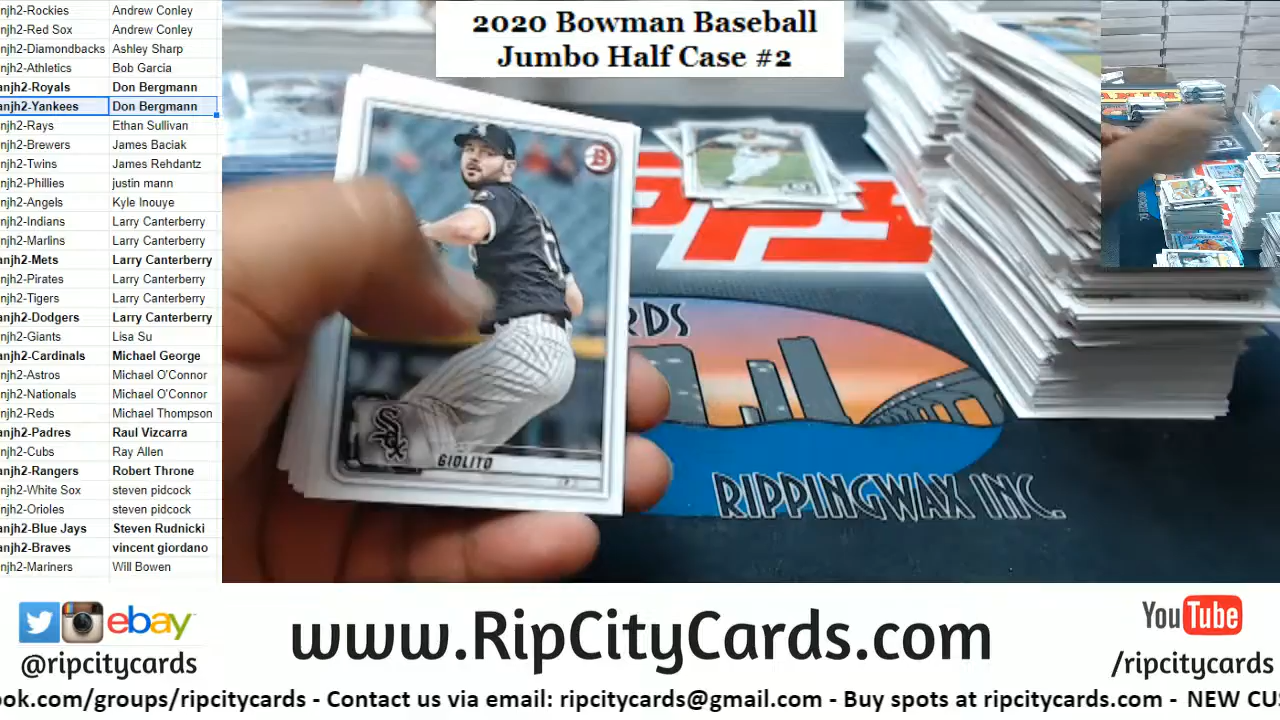 2020 Bowman Baseball
Jumbo Half Case #2
njh2-Rockies Andrew Conley
njh2-Red Sox Andrew Conley
njh2-Diamondbacks Ashley Sharp
njh2-Athletics Bob Garcia
anjh2-Royals Don Bergmann
anjh2-Yankees Don Bergmann
njh2-Rays Ethan Sullivan
njh2-Brewers James Baciak
njh2-Twins James Rehdantz
njh2-Phillies justin mann
njh2-Angels Kyle Inouye
njh2-Indians Larry Canterberry
njh2-Marlins Larry Canterberry
anjh2-Mets Larry Canterberry
njh2-Pirates Larry Canterberry
njh2-Tigers Larry Canterberry
anjh2-Dodgers Larry Canterberry
njh2-Giants Lisa Su
anjh2-Cardinals Michael George
njh2-Astros Michael O'Connor
njh2-Nationals Michael O'Connor
njh2-Reds Michael Thompson
anjh2-Padres Raul Vizcarra
njh2-Cubs Ray Allen
anjh2-Rangers Robert Throne
njh2-White Sox steven pidcock
njh2-Orioles steven pidcock
anjh2-Blue Jays Steven Rudnicki
anjh2-Braves vincent giordano
njh2-Mariners Will Bowen
B
SOX
GIOLITO
RDS
RIPPINGWAX INC.
ebay
@ripcitycards
www.RipCityCards.com
YouTube
/ripcitycards
ook.com/groups/ripcitycards - Contact us via email: ripcitycards@gmail.com - Buy spots at ripcitycards.com - NEW CUS